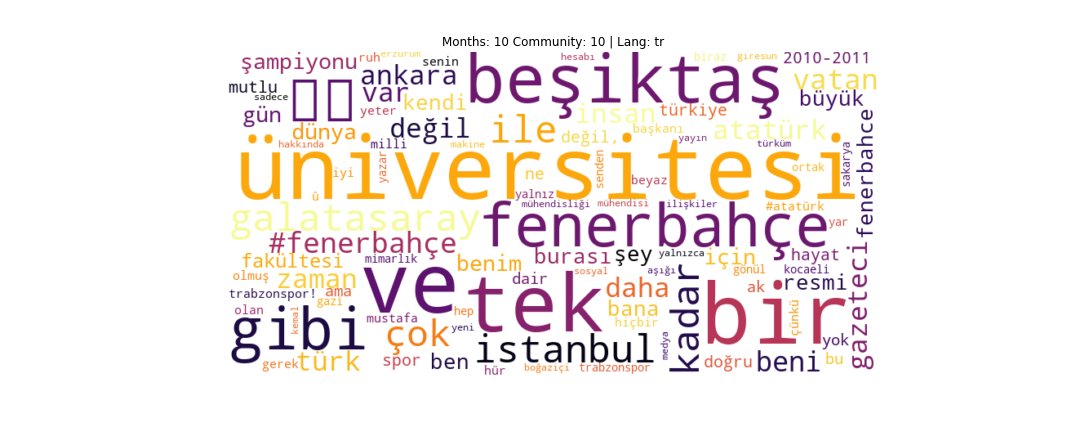 Months: 10 Community: 10 | Lang: tr
şampiyonu ruh erzurum senin beşiktaş hesabı biraz giresun 2010-2011
mutlu sadece ankara var kendi insan türkiye vatan büyük
gün yeter dünya değil ile değil, başkanı atatürk fenerbahce
hakkında milli makine yayın türküm
üniversitesi
yazar iyi ne senden beyaz ortak sakarya
û yalnız mühendisliği mühendisi ilişkiler #atatürk
galatasaray fenerbahçe yar
#fenerbahçe burası şey yalnızca için hayat
fakültesi mimarlık benim dair sosyal aşığı gönül kocaeli resmi gazeteci
olmuş zaman ve tek daha kadar ak bir
trabzonspor! ama gazi hep bana hiçbir çünkü
olan gibi kemal mustafa çok yeni istanbul medya yok
gerek türk spor ben hür boğaziçi trabzonspor doğru beni bu